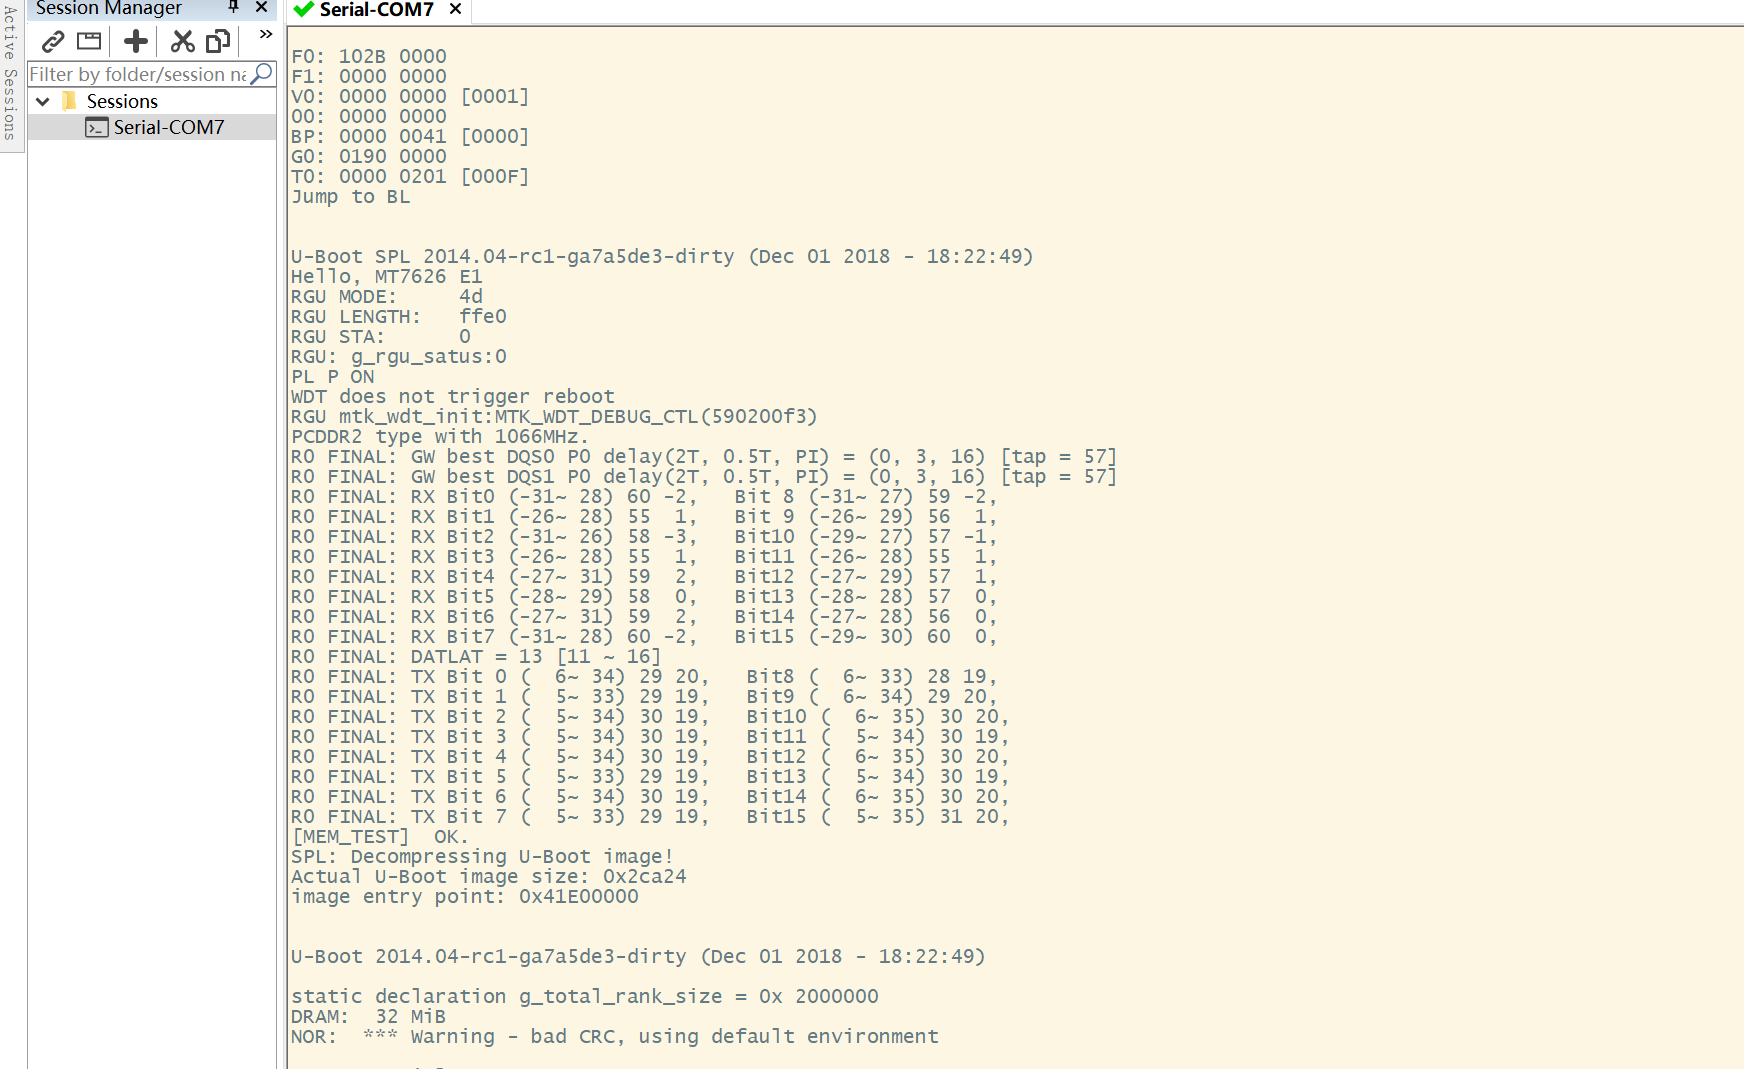 Active Sessions
Session Manager
Filter by folder/session na
Sessions
Serial-COM7
Serial-COM7
F0: 102B 0000
F1: 0000 0000
V0: 0000 0000 [0001]
00: 0000 0000
BP: 0000 0041 [0000]
G0: 0190 0000
T0: 0000 0201 [000F]
Jump to BL
U-Boot SPL 2014.04-rc1-ga7a5de3-dirty (Dec 01 2018 - 18:22:49)
Hello, MT7626 E1
RGU MODE:     4d
RGU LENGTH:   ffe0
RGU STA:      0
RGU: g_rgu_satus:0
PL P ON
WDT does not trigger reboot
RGU mtk_wdt_init:MTK_WDT_DEBUG_CTL(590200f3)
PCDDR2 type with 1066MHz.
R0 FINAL: GW best DQS0 P0 delay(2T, 0.5T, PI) = (0, 3, 16) [tap = 57]
R0 FINAL: GW best DQS1 P0 delay(2T, 0.5T, PI) = (0, 3, 16) [tap = 57]
R0 FINAL: RX Bit0 (-31~ 28) 60 -2,   Bit 8 (-31~ 27) 59 -2,
R0 FINAL: RX Bit1 (-26~ 28) 55  1,   Bit 9 (-26~ 29) 56  1,
R0 FINAL: RX Bit2 (-31~ 26) 58 -3,   Bit10 (-29~ 27) 57 -1,
R0 FINAL: RX Bit3 (-26~ 28) 55  1,   Bit11 (-26~ 28) 55  1,
R0 FINAL: RX Bit4 (-27~ 31) 59  2,   Bit12 (-27~ 29) 57  1,
R0 FINAL: RX Bit5 (-28~ 29) 58  0,   Bit13 (-28~ 28) 57  0,
R0 FINAL: RX Bit6 (-27~ 31) 59  2,   Bit14 (-27~ 28) 56  0,
R0 FINAL: RX Bit7 (-31~ 28) 60 -2,   Bit15 (-29~ 30) 60  0,
R0 FINAL: DATLAT = 13 [11 ~ 16]
R0 FINAL: TX Bit 0 (  6~ 34) 29 20,   Bit8 (  6~ 33) 28 19,
R0 FINAL: TX Bit 1 (  5~ 33) 29 19,   Bit9 (  6~ 34) 29 20,
R0 FINAL: TX Bit 2 (  5~ 34) 30 19,   Bit10 (  6~ 35) 30 20,
R0 FINAL: TX Bit 3 (  5~ 34) 30 19,   Bit11 (  5~ 34) 30 19,
R0 FINAL: TX Bit 4 (  5~ 34) 30 19,   Bit12 (  6~ 35) 30 20,
R0 FINAL: TX Bit 5 (  5~ 33) 29 19,   Bit13 (  5~ 34) 30 19,
R0 FINAL: TX Bit 6 (  5~ 34) 30 19,   Bit14 (  6~ 35) 30 20,
R0 FINAL: TX Bit 7 (  5~ 33) 29 19,   Bit15 (  5~ 35) 31 20,
[MEM_TEST]  OK.
SPL: Decompressing U-Boot image!
Actual U-Boot image size: 0x2ca24
image entry point: 0x41E00000
U-Boot 2014.04-rc1-ga7a5de3-dirty (Dec 01 2018 - 18:22:49)
static declaration g_total_rank_size = 0x 2000000
DRAM:  32 MiB
NOR:  *** Warning - bad CRC, using default environment